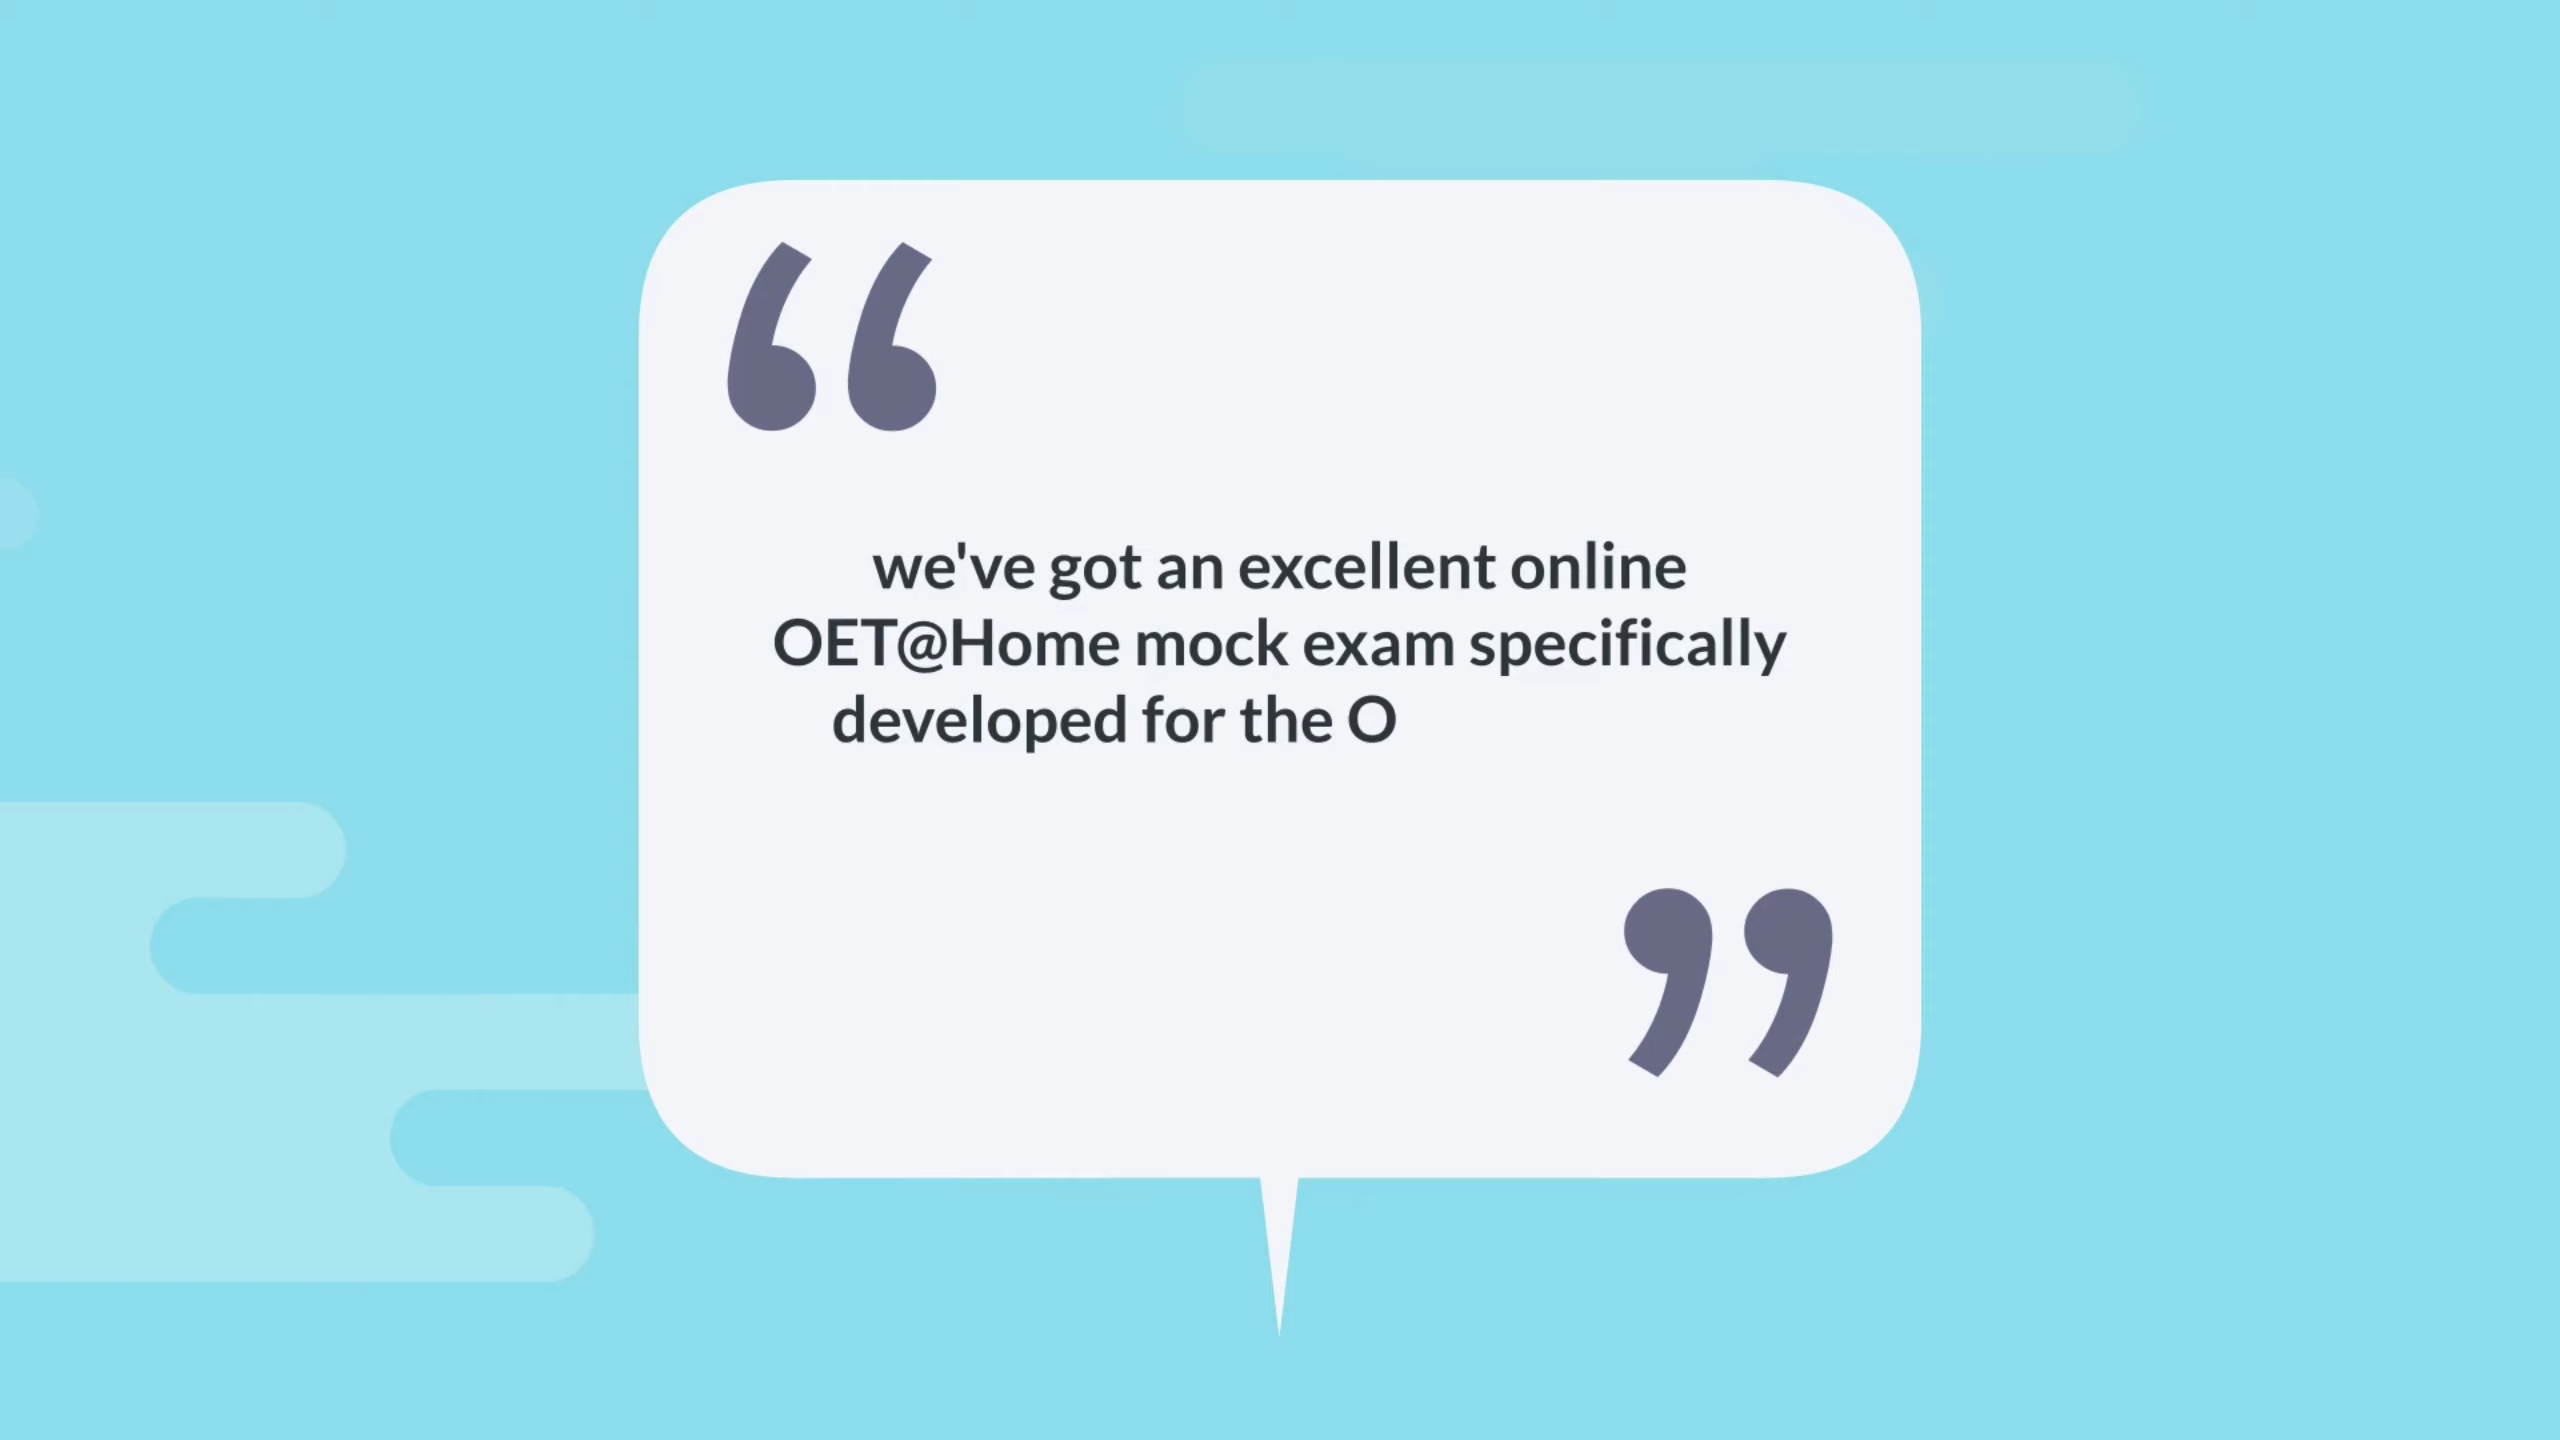 “
we've got an excellent online
OET@Home mock exam specifically
developed for the O
”